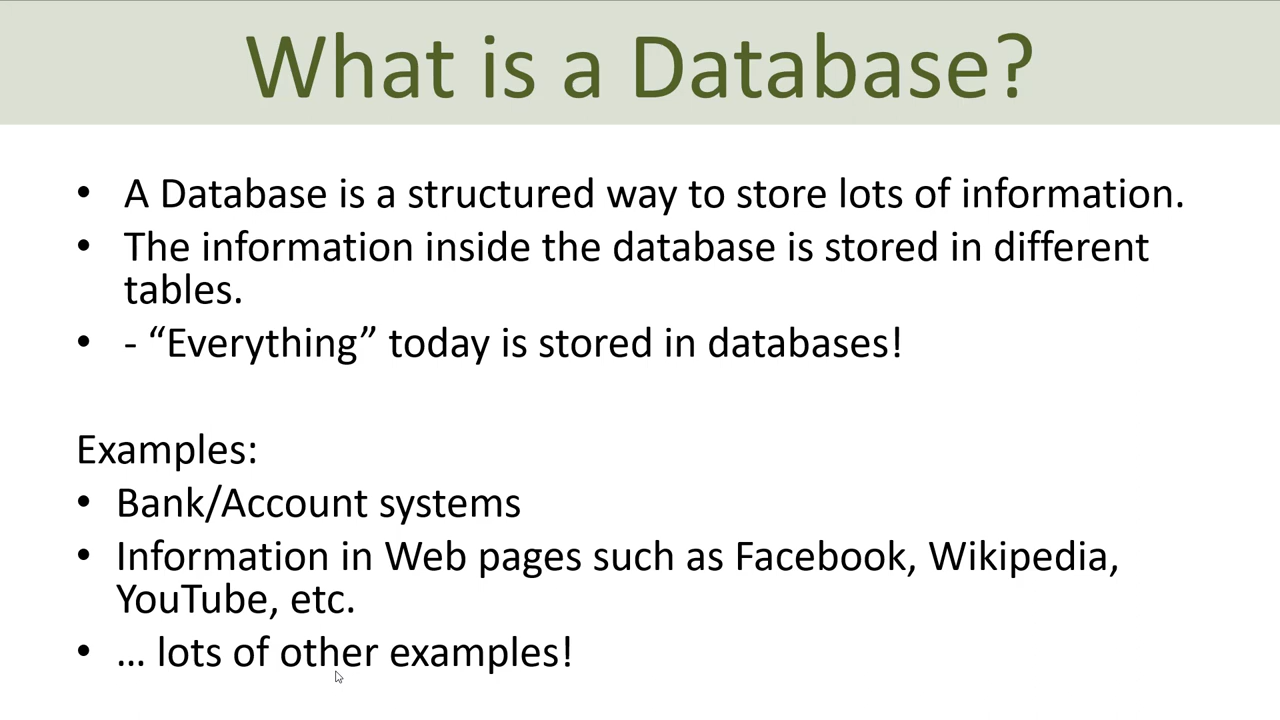 What is a Database?
• A Database is a structured way to store lots of information.
• The information inside the database is stored in different
tables.
• - “Everything” today is stored in databases!
Examples:
• Bank/Account systems
• Information in Web pages such as Facebook, Wikipedia,
YouTube, etc.
• … lots of other examples!